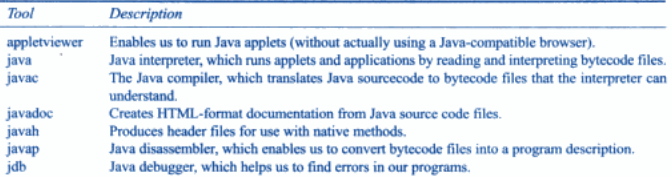 Tool Description
appletviewer Enables us to run Java applets (without actually using a Java-compatible browser).
java Java interpreter, which runs applets and applications by reading and interpreting bytecode files.
javac The Java compiler, which translates Java sourcecode to bytecode files that the interpreter can
understand.
javadoc Creates HTML-format documentation from Java source code files.
javah Produces header files for use with native methods.
javap Java disassembler, which enables us to convert bytecode files into a program description.
jdb Java debugger, which helps us to find errors in our programs.